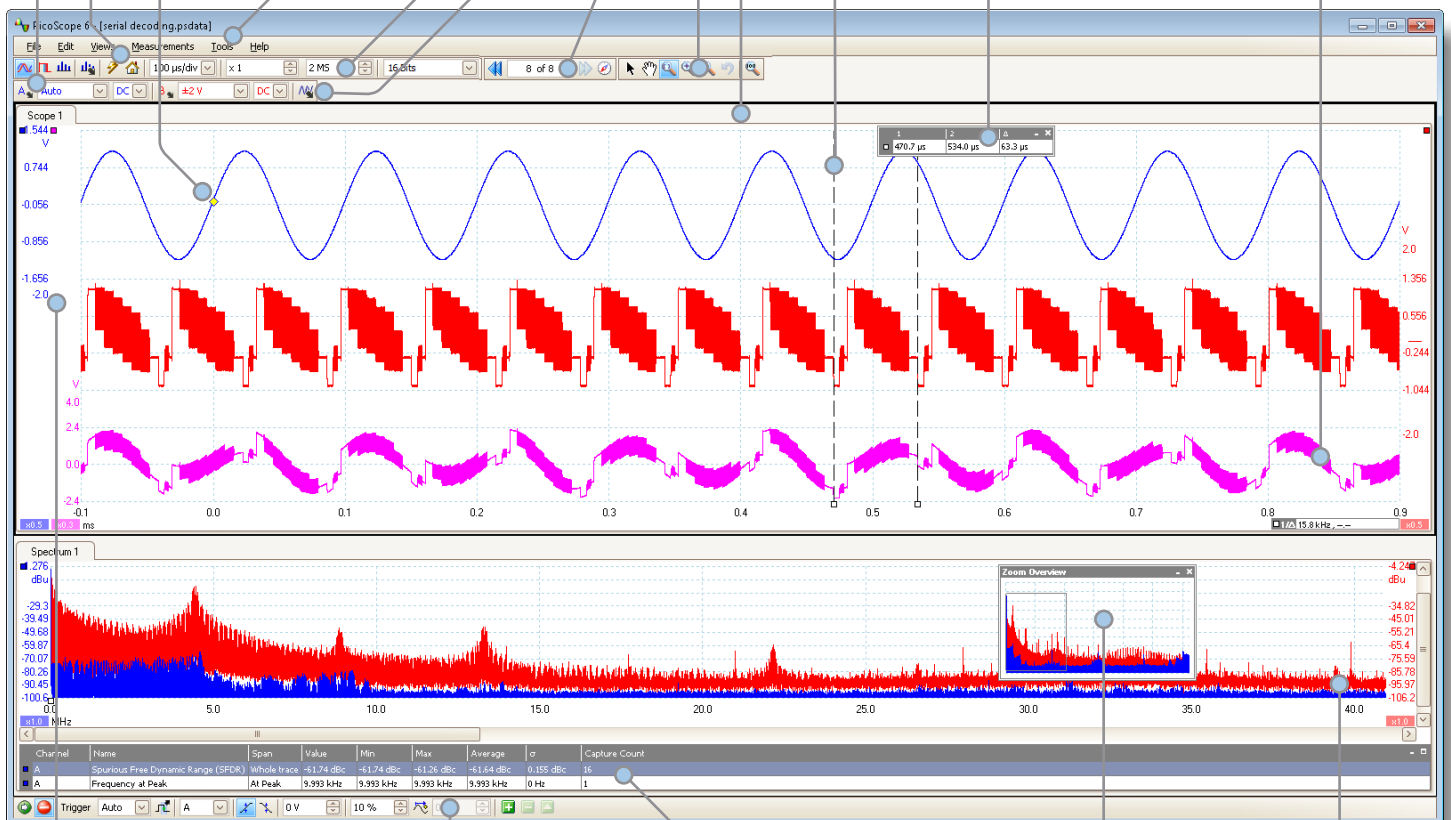 PicoScope 6 - [serial decoding.psdata]
File Edit Views Measurements Tools Help
100 µs/div x 1 2 MS 16 Bits 8 of 8
A Auto DC B ±2 V DC
Scope 1
1.544
V
0.744
-0.056
-0.856
-1.656
-2.0
V
4.0
2.4
0.0
-2.4
1 2 Δ
470.7 µs 534.0 µs 63.3 µs
V
2.0
1.356
0.556
-0.244
-1.044
-2.0
-0.1 0.0 0.1 0.2 0.3 0.4 0.5 0.6 0.7 0.8 0.9
x0.5 x0.3 ms 1/Δ 15.8 kHz , --.-- x0.5
Spectrum 1
1.276
dBu
-29.3
-39.49
-49.68
-59.87
-70.07
-80.26
-90.45
-100.6
Zoom Overview
dBu
-34.82
-45.01
-55.21
-65.4
-75.59
-85.78
-95.97
-106.2
0.0 5.0 10.0 15.0 20.0 25.0 30.0 35.0 40.0
x1.0 MHz x1.0
Channel Name Span Value Min Max Average σ Capture Count
A Spurious Free Dynamic Range (SFDR) Whole trace -61.74 dBc -61.74 dBc -61.26 dBc -61.64 dBc 0.155 dBc 16
A Frequency at Peak At Peak 9.993 kHz 9.993 kHz 9.993 kHz 9.993 kHz 0 Hz 1
Trigger Auto A 0 V 10 %